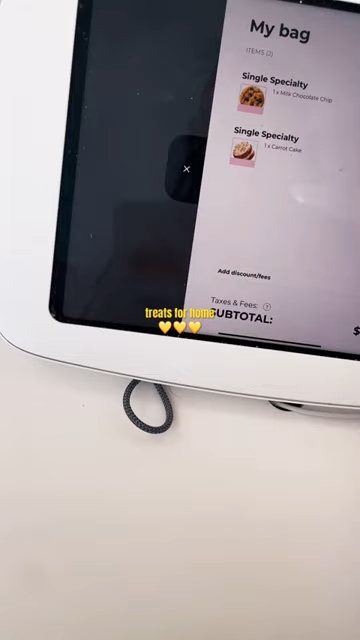 My bag
ITEMS (2)
Single Specialty
1 x Milk Chocolate Chip
Single Specialty
1 x Carrot Cake
Add discount/fees
Taxes & Fees: ?
SUBTOTAL:
$
treats for home
💛💛💛